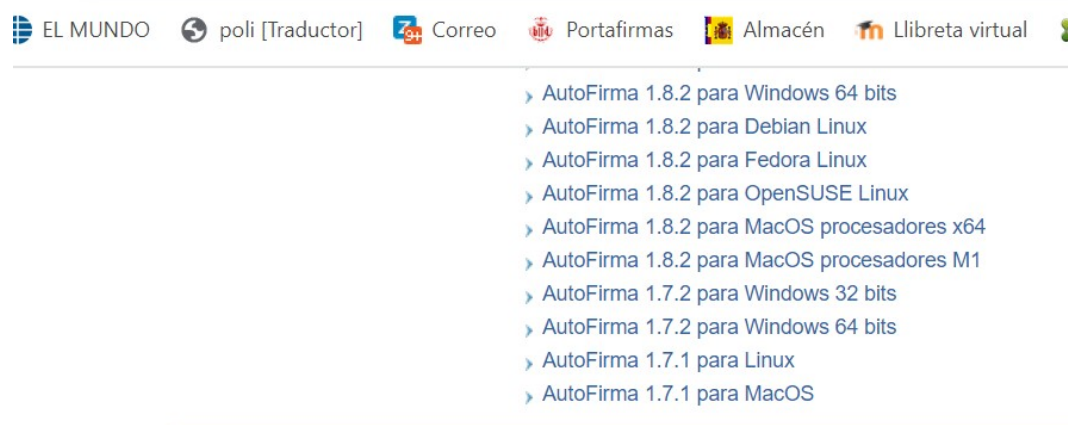 EL MUNDO poli [Traductor] Z 9+ Correo Portafirmas Almacén Llibreta virtual
AutoFirma 1.8.2 para Windows 64 bits
AutoFirma 1.8.2 para Debian Linux
AutoFirma 1.8.2 para Fedora Linux
AutoFirma 1.8.2 para OpenSUSE Linux
AutoFirma 1.8.2 para MacOS procesadores x64
AutoFirma 1.8.2 para MacOS procesadores M1
AutoFirma 1.7.2 para Windows 32 bits
AutoFirma 1.7.2 para Windows 64 bits
AutoFirma 1.7.1 para Linux
AutoFirma 1.7.1 para MacOS